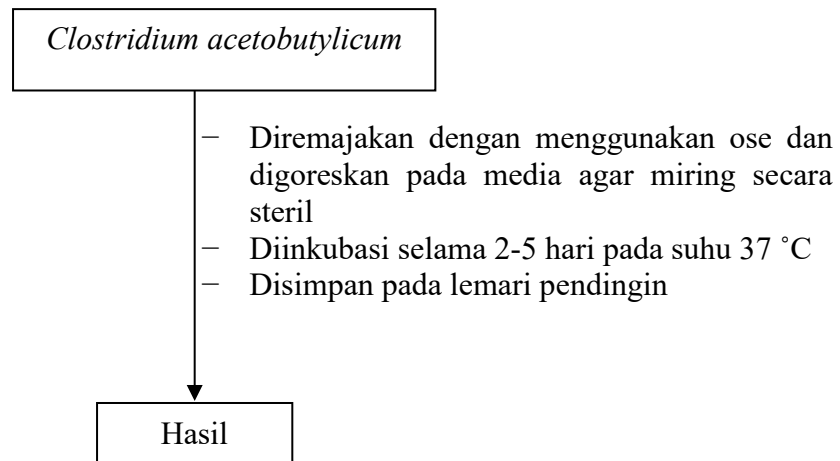 Clostridium acetobutylicum
− Diremajakan dengan menggunakan ose dan
digoreskan pada media agar miring secara
steril
− Diinkubasi selama 2-5 hari pada suhu 37 ˚C
− Disimpan pada lemari pendingin
Hasil